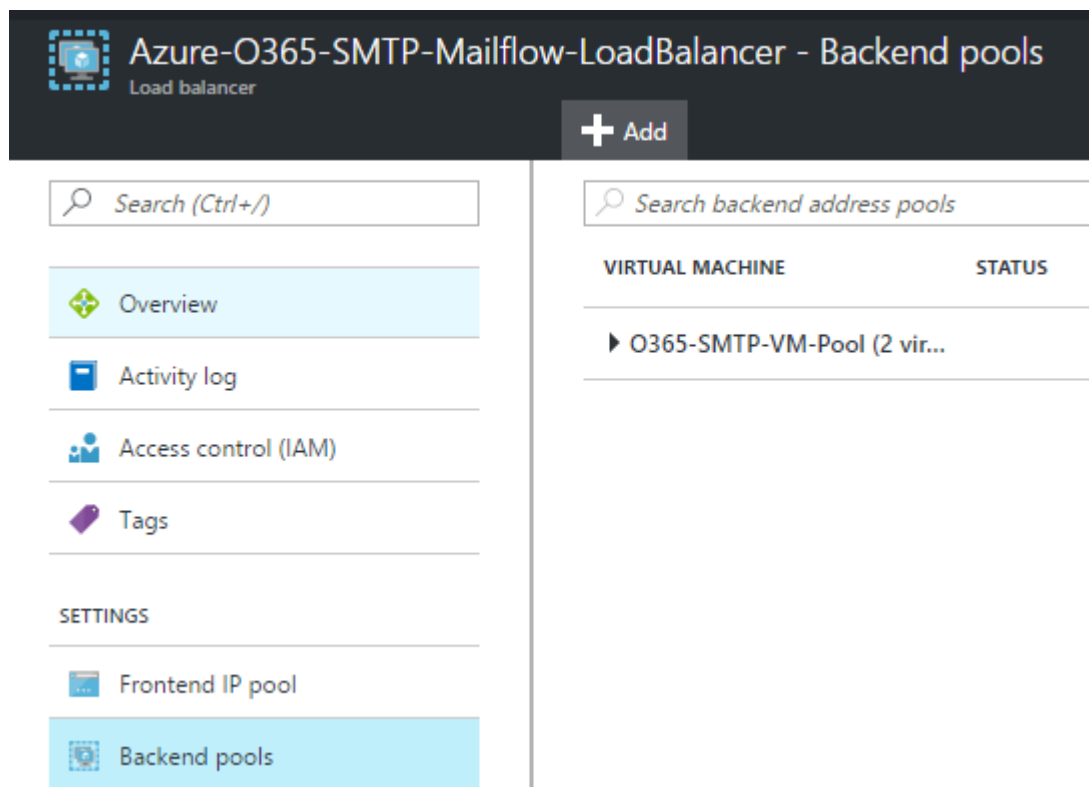 Azure-O365-SMTP-Mailflow-LoadBalancer - Backend pools
Load balancer
Add
Search (Ctrl+/)
Overview
Activity log
Access control (IAM)
Tags
SETTINGS
Frontend IP pool
Backend pools
Search backend address pools
VIRTUAL MACHINE STATUS
O365-SMTP-VM-Pool (2 vir...